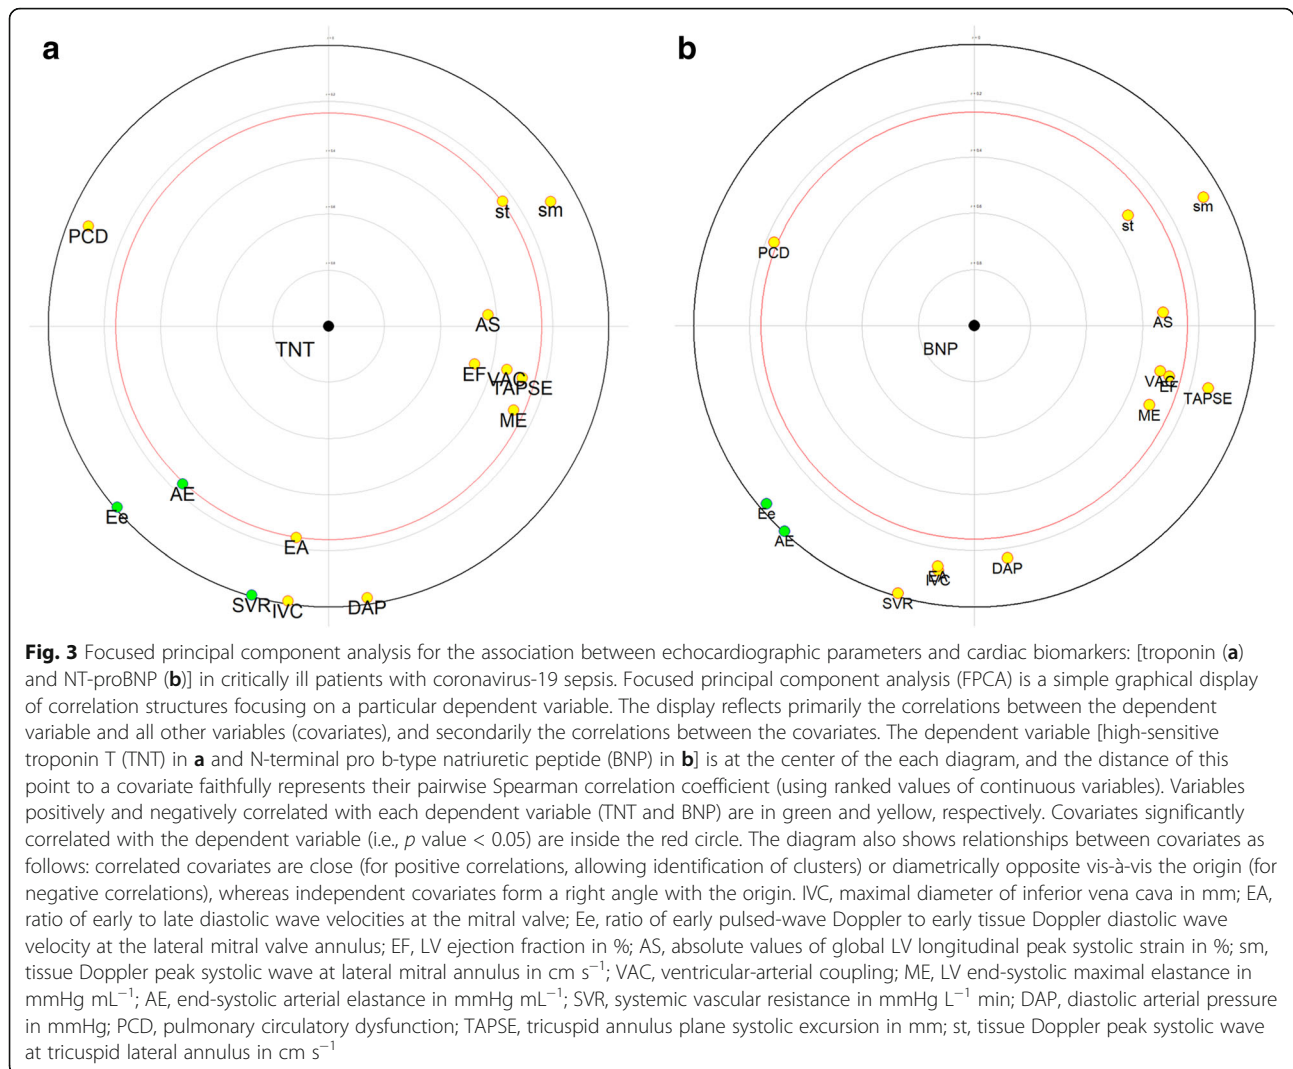 a
b
PCD
st
sm
AS
TNT
EF
VAC
TAPSE
ME
AE
Ee
EA
SVR
IVC
DAP
sm
st
PCD
AS
BNP
VAC
EF
TAPSE
ME
Ee
AE
EA
IVC
DAP
SVR
Fig. 3 Focused principal component analysis for the association between echocardiographic parameters and cardiac biomarkers: [troponin (a)
and NT-proBNP (b)] in critically ill patients with coronavirus-19 sepsis. Focused principal component analysis (FPCA) is a simple graphical display
of correlation structures focusing on a particular dependent variable. The display reflects primarily the correlations between the dependent
variable and all other variables (covariates), and secondarily the correlations between the covariates. The dependent variable [high-sensitive
troponin T (TNT) in a and N-terminal pro b-type natriuretic peptide (BNP) in b] is at the center of the each diagram, and the distance of this
point to a covariate faithfully represents their pairwise Spearman correlation coefficient (using ranked values of continuous variables). Variables
positively and negatively correlated with each dependent variable (TNT and BNP) are in green and yellow, respectively. Covariates significantly
correlated with the dependent variable (i.e., p value < 0.05) are inside the red circle. The diagram also shows relationships between covariates as
follows: correlated covariates are close (for positive correlations, allowing identification of clusters) or diametrically opposite vis-à-vis the origin (for
negative correlations), whereas independent covariates form a right angle with the origin. IVC, maximal diameter of inferior vena cava in mm; EA,
ratio of early to late diastolic wave velocities at the mitral valve; Ee, ratio of early pulsed-wave Doppler to early tissue Doppler diastolic wave
velocity at the lateral mitral valve annulus; EF, LV ejection fraction in %; AS, absolute values of global LV longitudinal peak systolic strain in %; sm,
tissue Doppler peak systolic wave at lateral mitral annulus in cm s⁻¹; VAC, ventricular-arterial coupling; ME, LV end-systolic maximal elastance in
mmHg mL⁻¹; AE, end-systolic arterial elastance in mmHg mL⁻¹; SVR, systemic vascular resistance in mmHg L⁻¹ min; DAP, diastolic arterial pressure
in mmHg; PCD, pulmonary circulatory dysfunction; TAPSE, tricuspid annulus plane systolic excursion in mm; st, tissue Doppler peak systolic wave
at tricuspid lateral annulus in cm s⁻¹